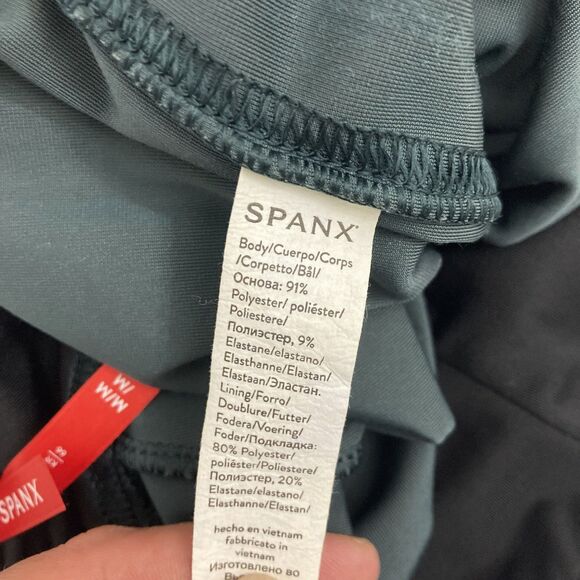 SPANX
Body/Cuerpo/Corps
/Corpetto/Bål/
Основа: 91%
Polyester/ poliéster/
Poliestere/
Полиэстер, 9%
Elastane/elastano/
Elasthanne/Elastan/
Elastaan/Эластан.
Lining/Forro/
Doublure/Futter/
Fodera/Voering/
Foder/Подкладка:
80% Polyester/
poliéster/Poliestere/
Полиэстер, 20%
Elastane/elastano/
Elasthanne/Elastan/
hecho en vietnam
fabbricato in
vietnam
Изготовлено во
M/M
/M
SPANX